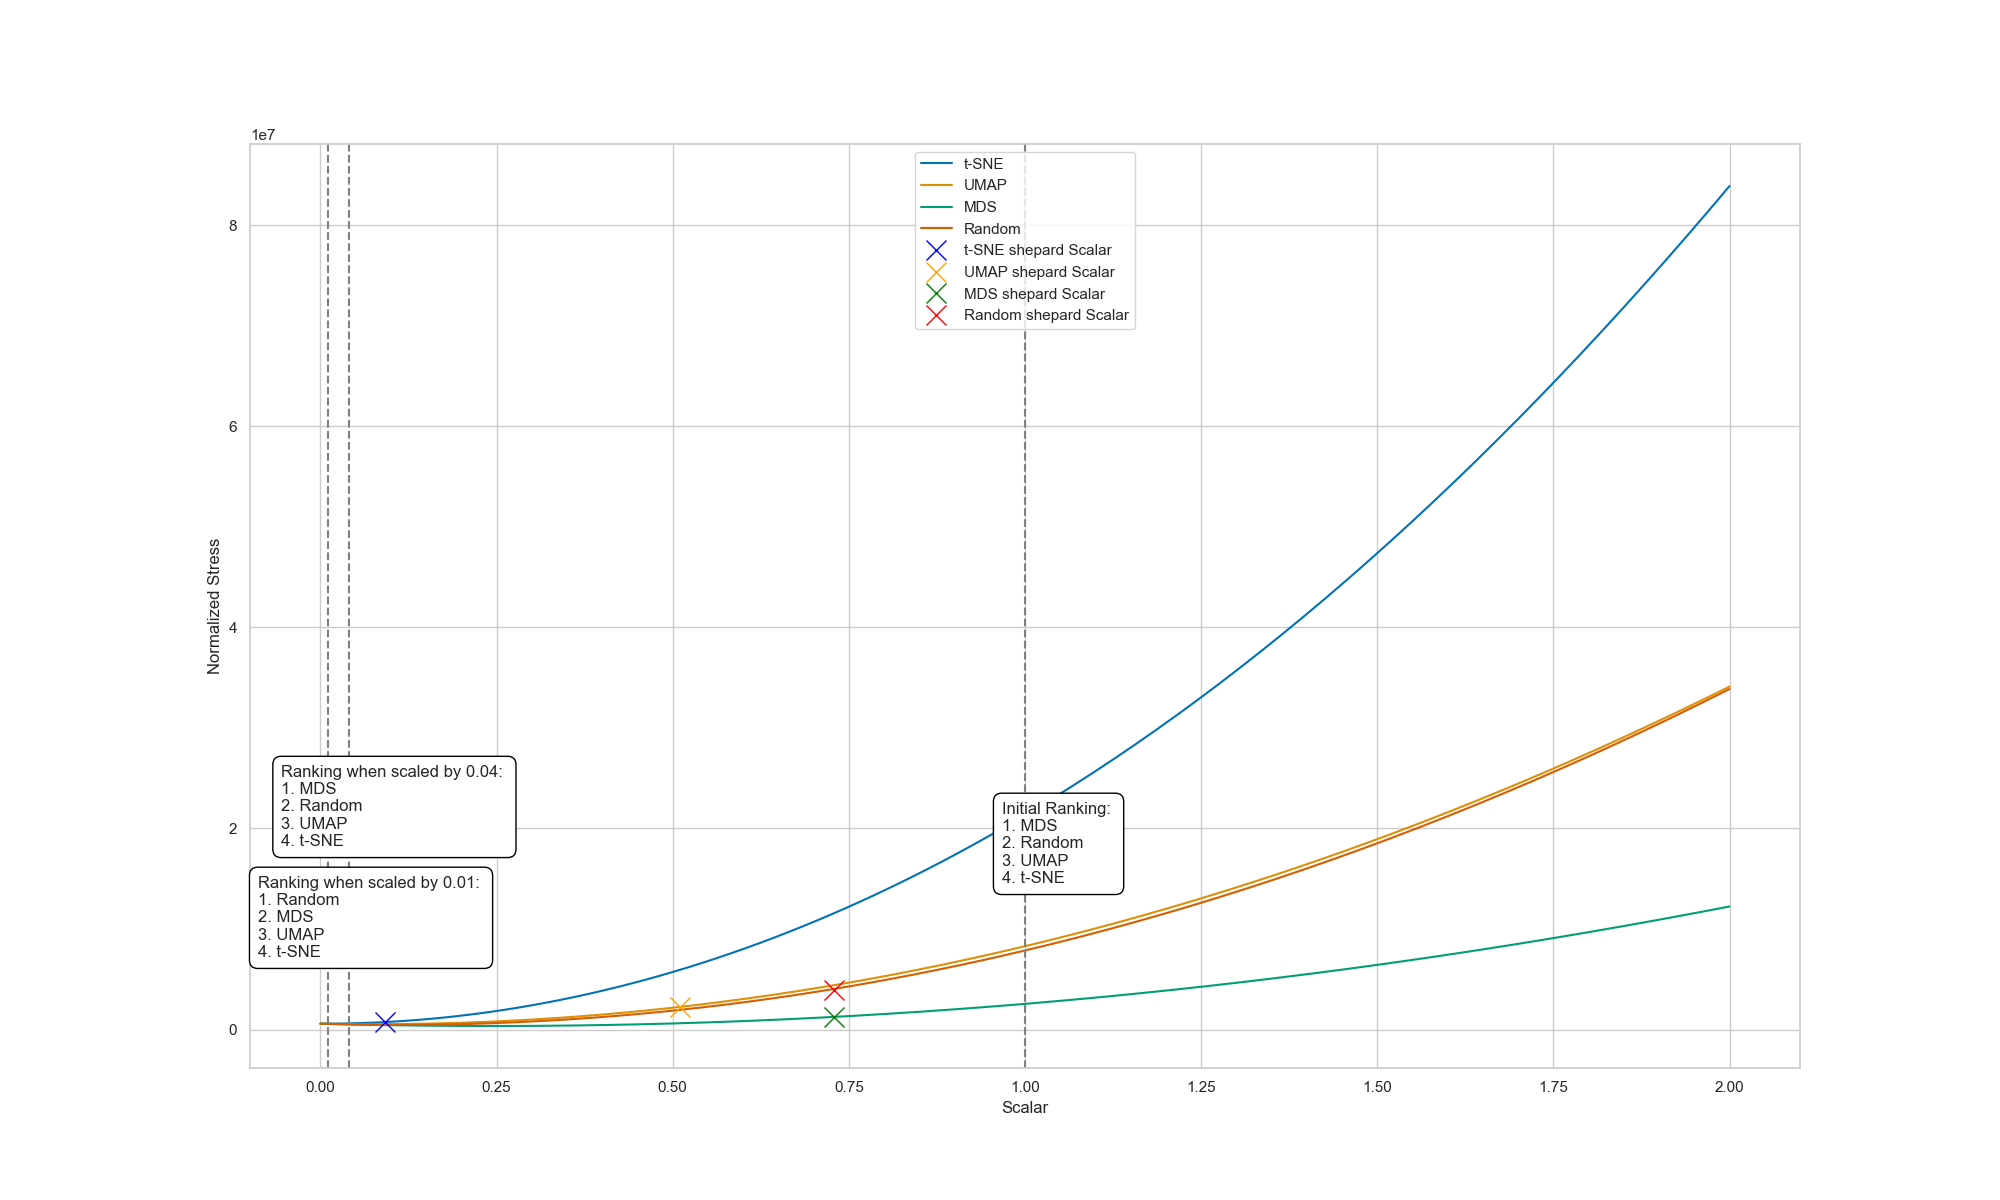 1e7
t-SNE
UMAP
MDS
Random
t-SNE shepard Scalar
UMAP shepard Scalar
MDS shepard Scalar
Random shepard Scalar
8
6
4
2
0
Normalized Stress
Ranking when scaled by 0.04:
1. MDS
2. Random
3. UMAP
4. t-SNE
Initial Ranking:
1. MDS
2. Random
3. UMAP
4. t-SNE
Ranking when scaled by 0.01:
1. Random
2. MDS
3. UMAP
4. t-SNE
0.00 0.25 0.50 0.75 1.00 1.25 1.50 1.75 2.00
Scalar